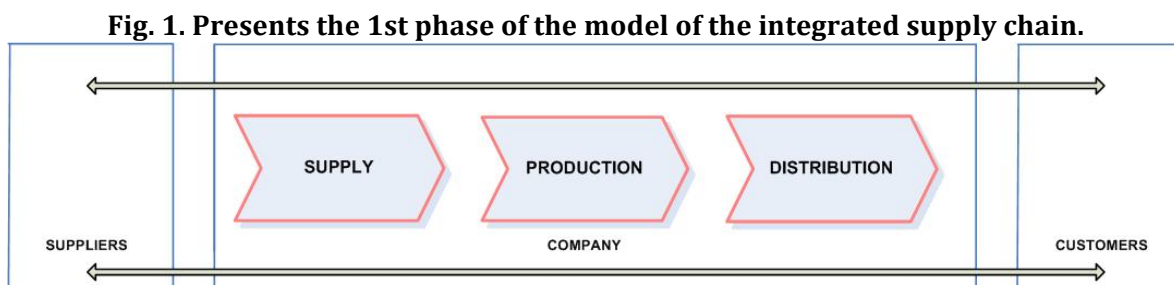 Fig. 1. Presents the 1st phase of the model of the integrated supply chain.
SUPPLY PRODUCTION DISTRIBUTION
SUPPLIERS COMPANY CUSTOMERS